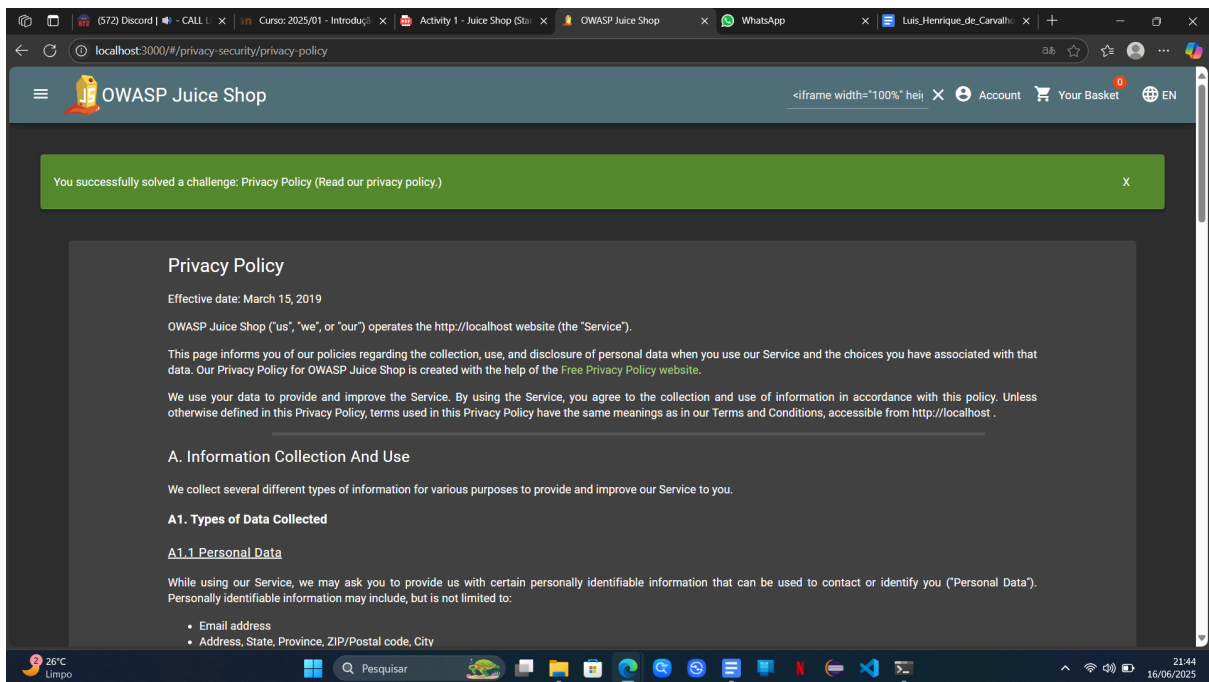 (572) Discord | - CALL L
Curso: 2025/01 - Introduçã
Activity 1 - Juice Shop (Star
OWASP Juice Shop
WhatsApp
Luis_Henrique_de_Carvalho
localhost:3000/#/privacy-security/privacy-policy
OWASP Juice Shop
<iframe width="100%" heig
Account
0
Your Basket
EN
You successfully solved a challenge: Privacy Policy (Read our privacy policy.)
X
Privacy Policy
Effective date: March 15, 2019
OWASP Juice Shop ("us", "we", or "our") operates the http://localhost website (the "Service").
This page informs you of our policies regarding the collection, use, and disclosure of personal data when you use our Service and the choices you have associated with that
data. Our Privacy Policy for OWASP Juice Shop is created with the help of the Free Privacy Policy website.
We use your data to provide and improve the Service. By using the Service, you agree to the collection and use of information in accordance with this policy. Unless
otherwise defined in this Privacy Policy, terms used in this Privacy Policy have the same meanings as in our Terms and Conditions, accessible from http://localhost .
A. Information Collection And Use
We collect several different types of information for various purposes to provide and improve our Service to you.
A1. Types of Data Collected
A1.1 Personal Data
While using our Service, we may ask you to provide us with certain personally identifiable information that can be used to contact or identify you ("Personal Data").
Personally identifiable information may include, but is not limited to:
• Email address
• Address, State, Province, ZIP/Postal code, City
2
26°C
Limpo
Pesquisar
21:44
16/06/2025